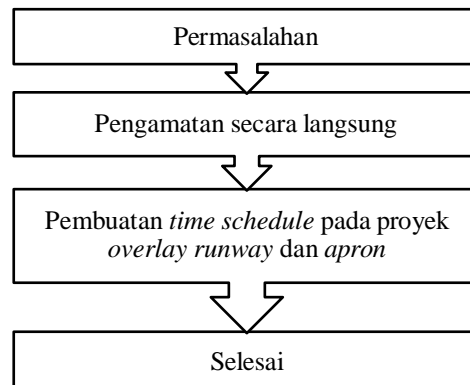 Permasalahan
Pengamatan secara langsung
Pembuatan time schedule pada proyek
overlay runway dan apron
Selesai